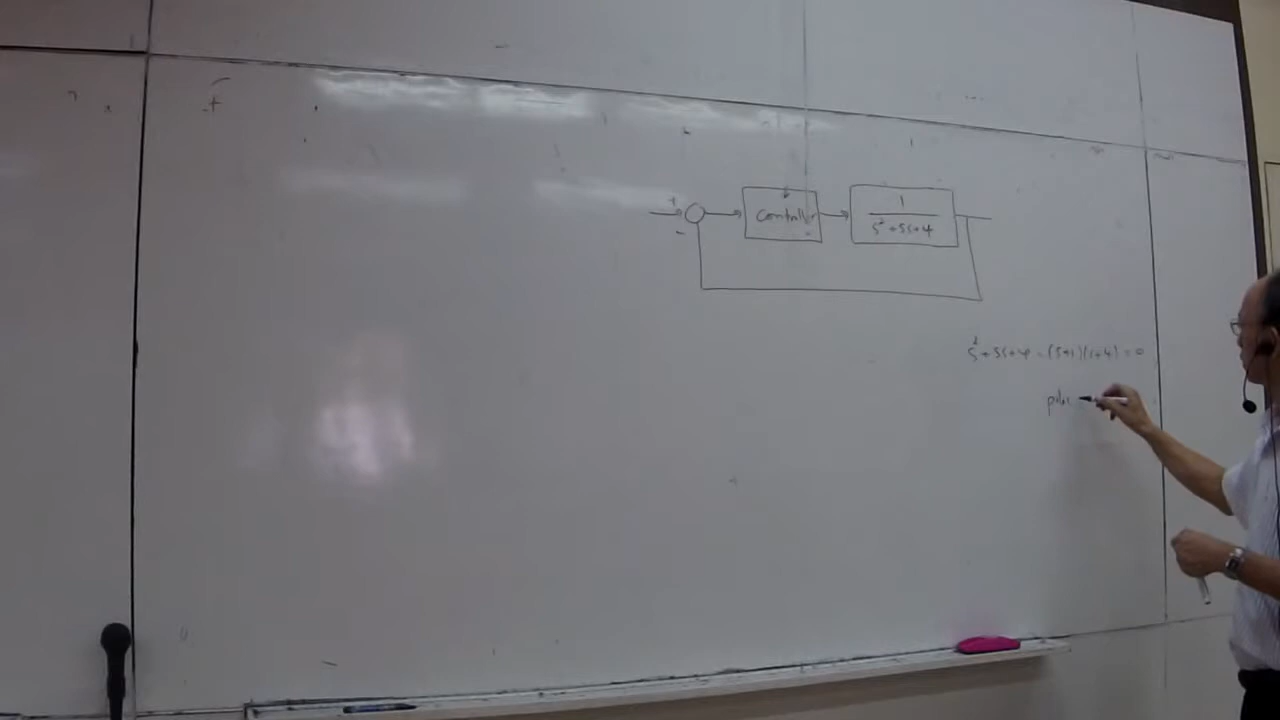 +
-
Controller
1
s² + 5s + 4
s² + 5s + 4 = (s+1)(s+4) = 0
poles